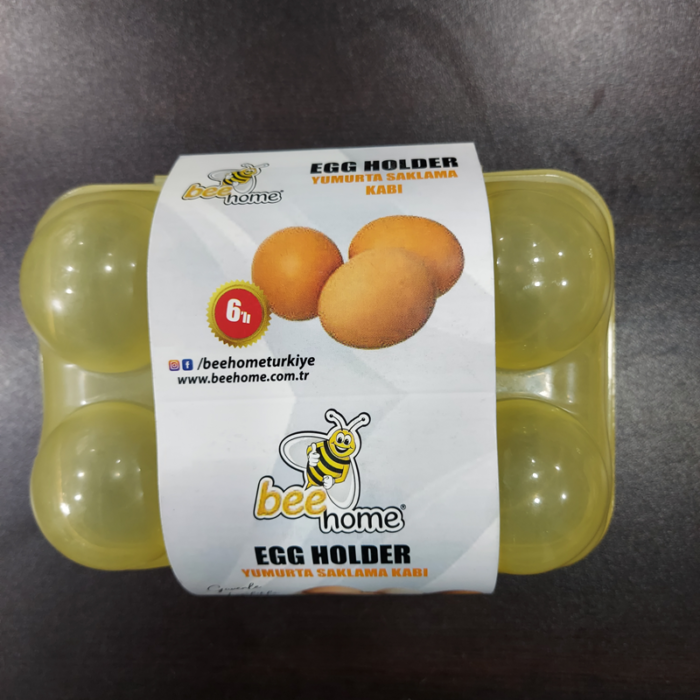 bee home®
EGG HOLDER
YUMURTA SAKLAMA
KABI
6'lı
/beehometurkiye
www.beehome.com.tr
bee home®
EGG HOLDER
YUMURTA SAKLAMA KABI